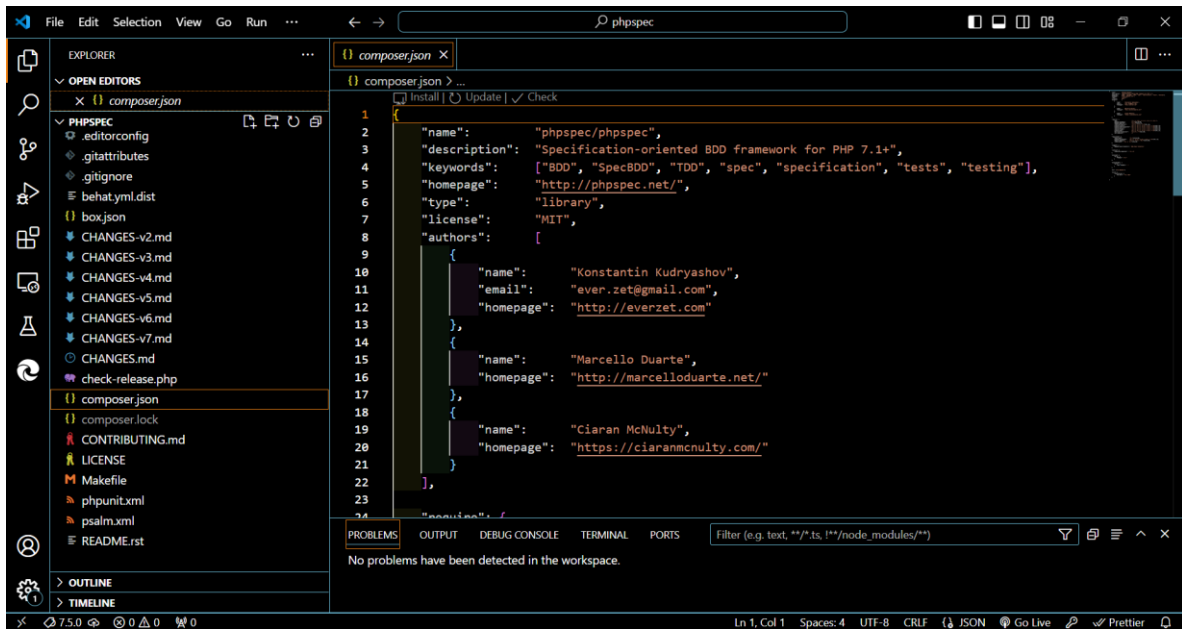 File Edit Selection View Go Run ···
phpspec
EXPLORER ···
OPEN EDITORS
composer.json
PHPSPEC
.editorconfig
.gitattributes
.gitignore
behat.yml.dist
{} box.json
CHANGES-v2.md
CHANGES-v3.md
CHANGES-v4.md
CHANGES-v5.md
CHANGES-v6.md
CHANGES-v7.md
CHANGES.md
check-release.php
{} composer.json
{} composer.lock
CONTRIBUTING.md
LICENSE
Makefile
phpunit.xml
psalm.xml
README.rst
OUTLINE
TIMELINE
{} composer.json
{} composer.json > ...
Install | Update | Check
1 {
2 "name": "phpspec/phpspec",
3 "description": "Specification-oriented BDD framework for PHP 7.1+",
4 "keywords": ["BDD", "SpecBDD", "TDD", "spec", "specification", "tests", "testing"],
5 "homepage": "http://phpspec.net/",
6 "type": "library",
7 "license": "MIT",
8 "authors": [
9 {
10 "name": "Konstantin Kudryashov",
11 "email": "ever.zet@gmail.com",
12 "homepage": "http://everzet.com"
13 },
14 {
15 "name": "Marcello Duarte",
16 "homepage": "http://marcelloduarte.net/"
17 },
18 {
19 "name": "Ciaran McNulty",
20 "homepage": "https://ciaranmcnulty.com/"
21 }
22 ],
23
24 "require": {
PROBLEMS OUTPUT DEBUG CONSOLE TERMINAL PORTS Filter (e.g. text, **/*.ts, !**/node_modules/**)
No problems have been detected in the workspace.
1
7.5.0 0 0 0 Ln 1, Col 1 Spaces: 4 UTF-8 CRLF {} JSON Go Live Prettier